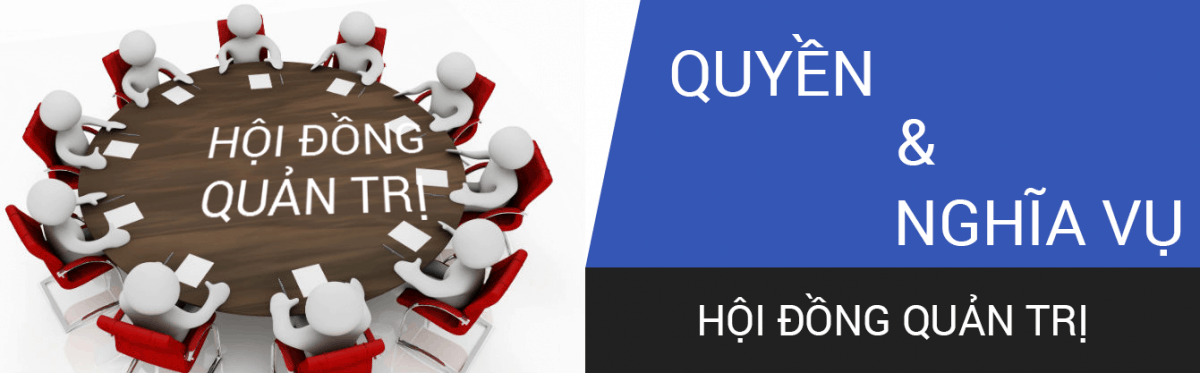 HỘI ĐỒNG
QUẢN TRỊ
QUYỀN
&
NGHĨA VỤ
HỘI ĐỒNG QUẢN TRỊ